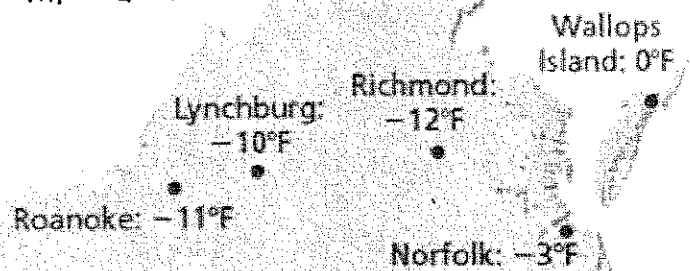 Wallops
Island: 0°F
Richmond:
−12°F
Lynchburg:
−10°F
Roanoke: −11°F
Norfolk: −3°F